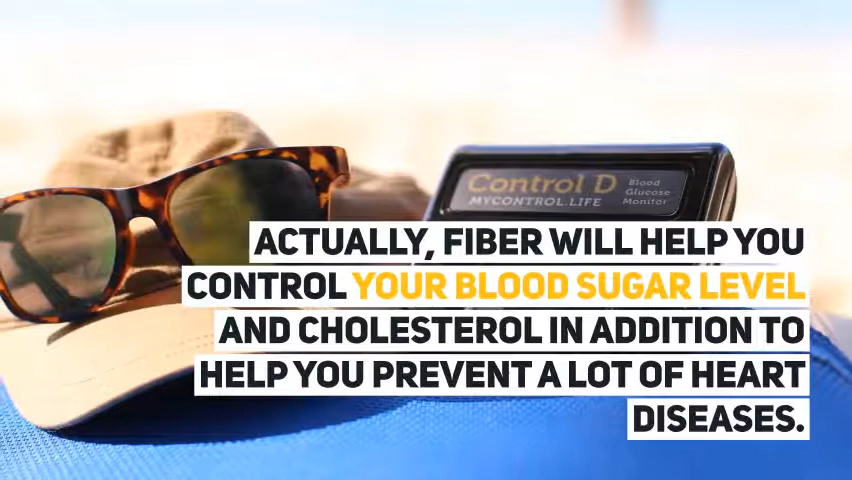 Control D
Blood
Glucose
Monitor
MYCONTROL.LIFE
ACTUALLY, FIBER WILL HELP YOU
CONTROL YOUR BLOOD SUGAR LEVEL
AND CHOLESTEROL IN ADDITION TO
HELP YOU PREVENT A LOT OF HEART
DISEASES.